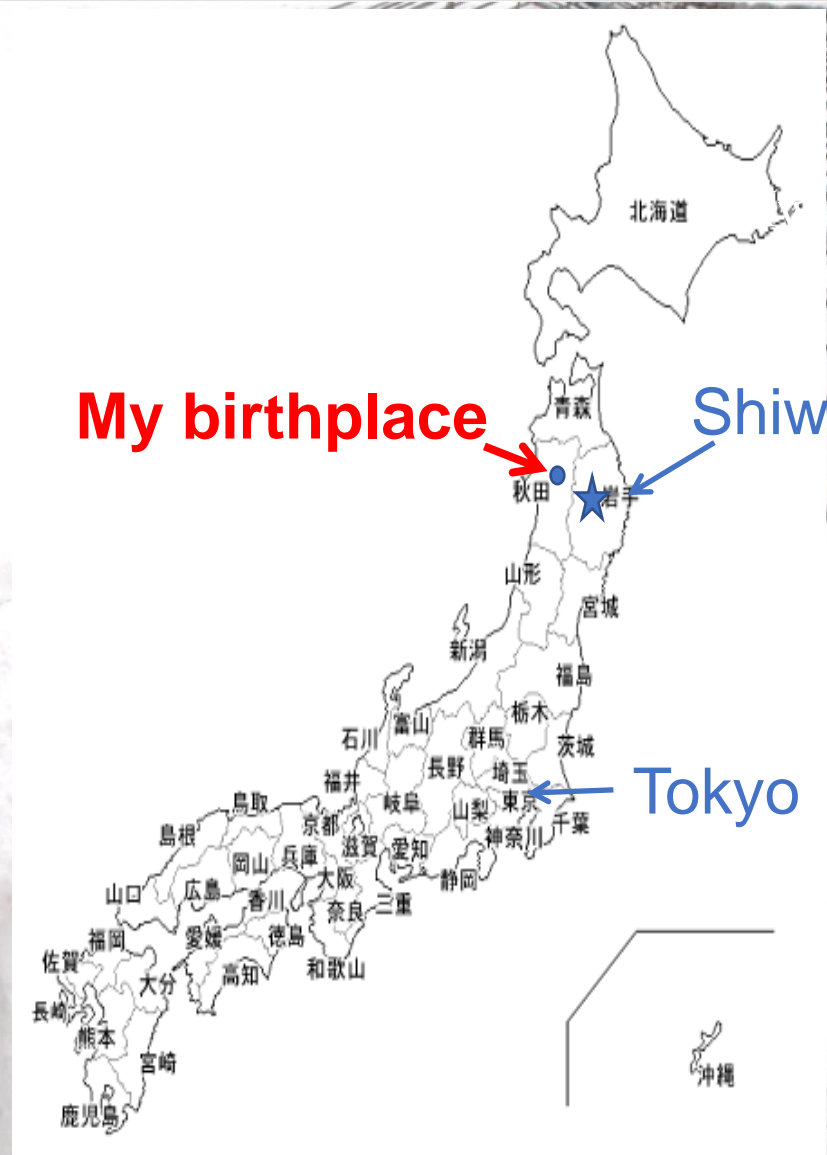 北海道
青森
My birthplace
Shiw
秋田
岩手
山形
宮城
新潟
福島
栃木
富山
石川
群馬
茨城
長野
埼玉
福井
Tokyo
岐阜
東京
鳥取
山梨
京都
千葉
島根
滋賀
愛知
神奈川
兵庫
岡山
静岡
大阪
広島
山口
香川
三重
奈良
福岡
愛媛
徳島
佐賀
和歌山
高知
大分
長崎
熊本
宮崎
沖縄
鹿児島